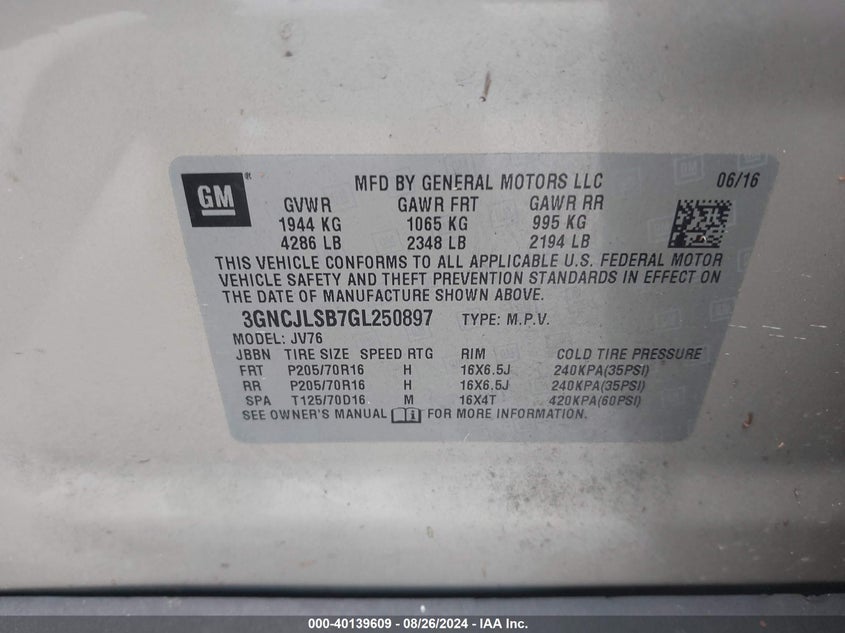 GM
MFD BY GENERAL MOTORS LLC 06/16
GVWR GAWR FRT GAWR RR
1944 KG 1065 KG 995 KG
4286 LB 2348 LB 2194 LB
THIS VEHICLE CONFORMS TO ALL APPLICABLE U.S. FEDERAL MOTOR
VEHICLE SAFETY AND THEFT PREVENTION STANDARDS IN EFFECT ON
THE DATE OF MANUFACTURE SHOWN ABOVE.
3GNCJLSB7GL250897 TYPE: M.P.V.
MODEL: JV76
JBBN TIRE SIZE SPEED RTG RIM COLD TIRE PRESSURE
FRT P205/70R16 H 16X6.5J 240KPA(35PSI)
RR P205/70R16 H 16X6.5J 240KPA(35PSI)
SPA T125/70D16 M 16X4T 420KPA(60PSI)
SEE OWNER'S MANUAL FOR MORE INFORMATION.
000-40139609 - 08/26/2024 - IAA Inc.